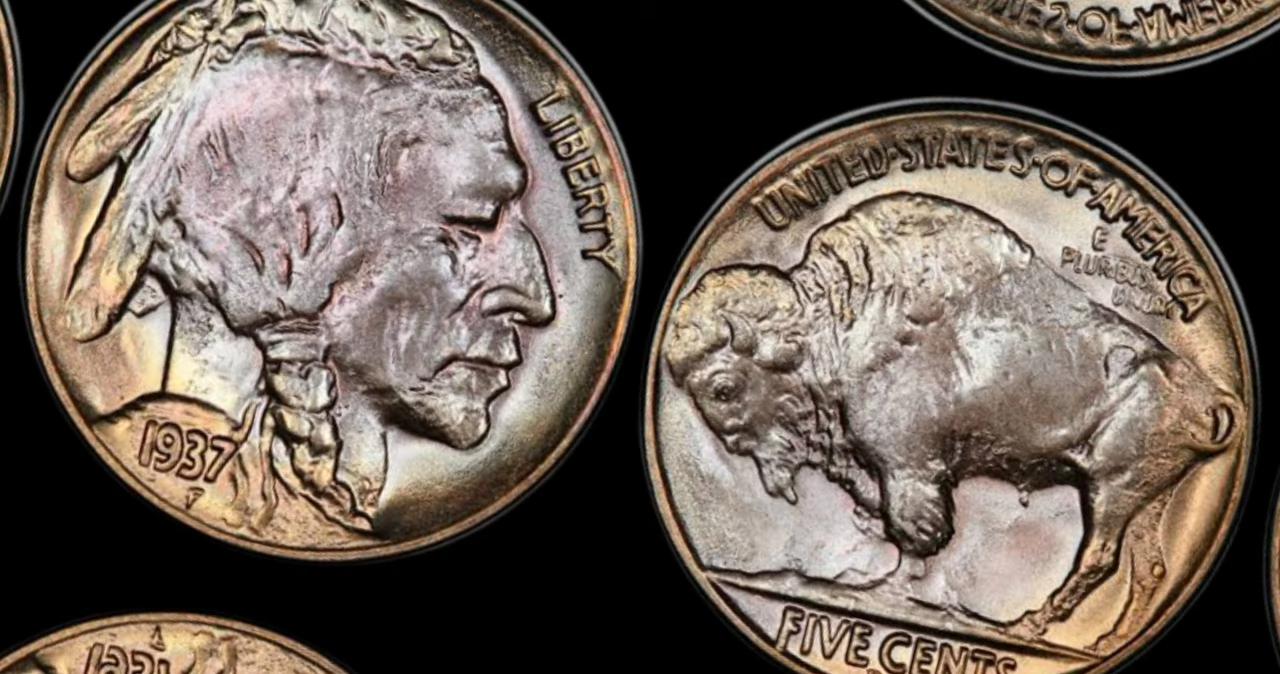 LIBERTY
1937
F
UNITED·STATES·OF·AMERICA
E
PLURIBUS
UNUM
FIVE CENTS